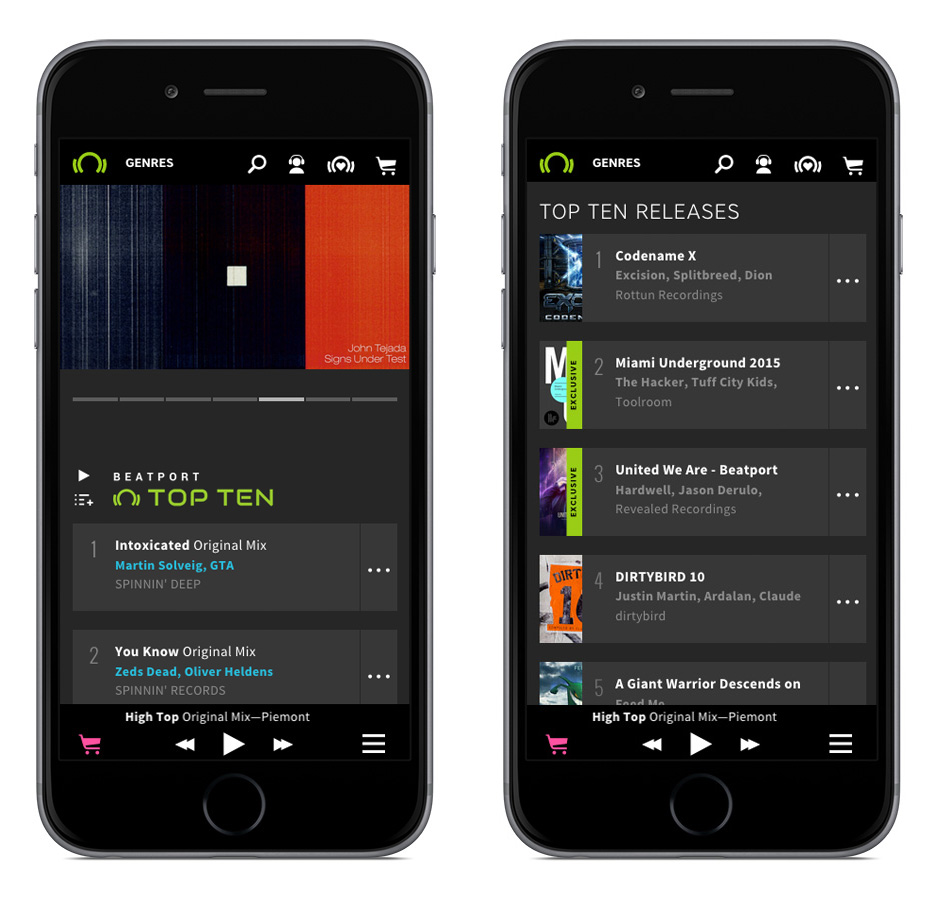 GENRES
John Tejada
Signs Under Test
BEATPORT
TOP TEN
1
Intoxicated Original Mix
Martin Solveig, GTA
SPINNIN' DEEP
2
You Know Original Mix
Zeds Dead, Oliver Heldens
SPINNIN' RECORDS
High Top Original Mix—Piemont
GENRES
TOP TEN RELEASES
1
Codename X
Excision, Splitbreed, Dion
Rottun Recordings
EXCLUSIVE
2
Miami Underground 2015
The Hacker, Tuff City Kids,
Toolroom
EXCLUSIVE
3
United We Are - Beatport
Hardwell, Jason Derulo,
Revealed Recordings
4
DIRTYBIRD 10
Justin Martin, Ardalan, Claude
dirtybird
5
A Giant Warrior Descends on
Feed Me
High Top Original Mix—Piemont